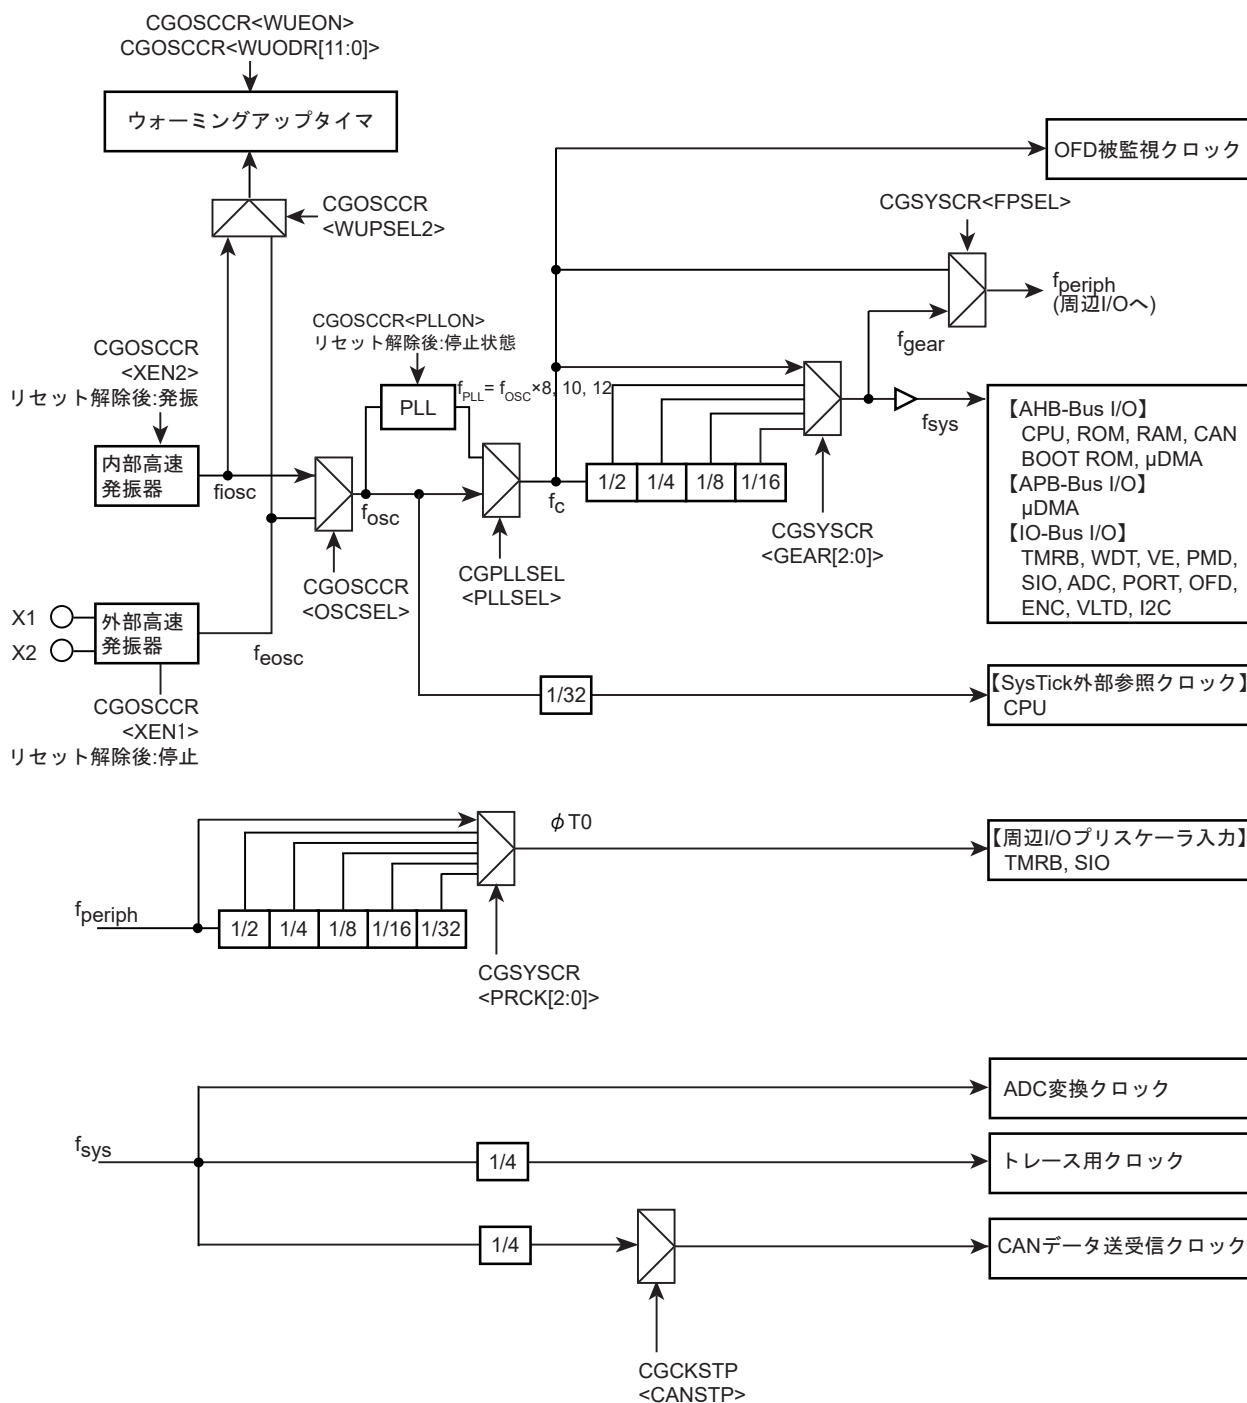 CGOSCCR<WUEON>
CGOSCCR<WUODR[11:0]>
ウォーミングアップタイマ
CGOSCCR
<WUPSEL2>
OFD被監視クロック
CGSYSCR<FPSEL>
fperiph
(周辺I/Oへ)
CGOSCCR<PLLON>
リセット解除後:停止状態
CGOSCCR
<XEN2>
リセット解除後:発振
PLL
fPLL= fOSC×8, 10, 12
fgear
fsys
【AHB-Bus I/O】
CPU, ROM, RAM, CAN
BOOT ROM, μDMA
【APB-Bus I/O】
μDMA
【IO-Bus I/O】
TMRB, WDT, VE, PMD,
SIO, ADC, PORT, OFD,
ENC, VLTD, I2C
内部高速
発振器
fiosc
fosc
fc
1/2 1/4 1/8 1/16
CGSYSCR
<GEAR[2:0]>
CGOSCCR
<OSCSEL>
CGPLLSEL
<PLLSEL>
X1
X2
外部高速
発振器
feosc
CGOSCCR
<XEN1>
リセット解除後:停止
1/32
【SysTick外部参照クロック】
CPU
ϕT0
【周辺I/Oプリスケーラ入力】
TMRB, SIO
fperiph
1/2 1/4 1/8 1/16 1/32
CGSYSCR
<PRCK[2:0]>
ADC変換クロック
fsys
1/4
トレース用クロック
1/4
CANデータ送受信クロック
CGCKSTP
<CANSTP>